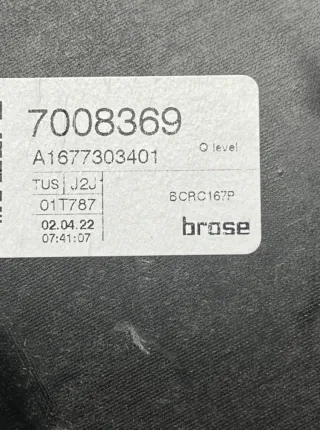 7008369
A1677303401
Q level
TUS J2J
01T787
BCRC167P
02.04.22
07:41:07
brose